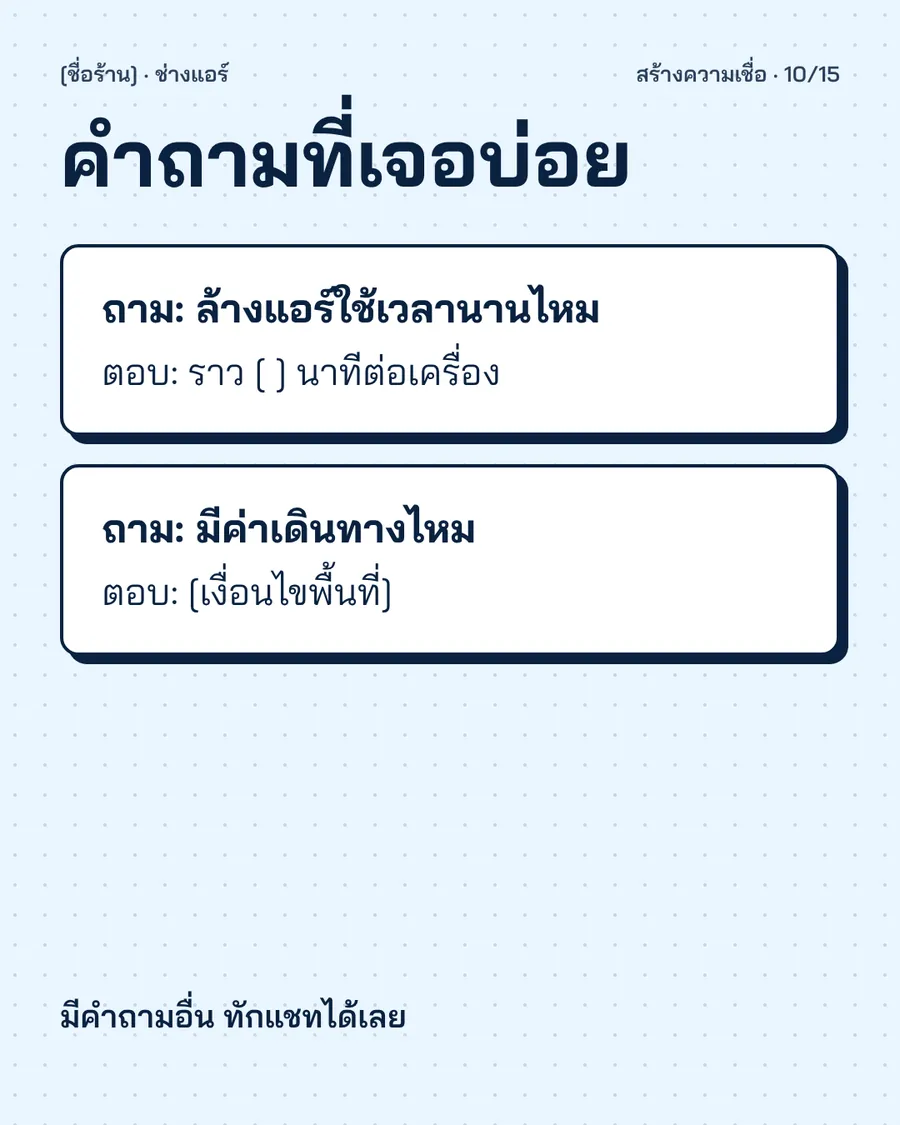 [ชื่อร้าน] · ช่างแอร์
สร้างความเชื่อ · 10/15
คำถามที่เจอบ่อย
ถาม: ล้างแอร์ใช้เวลานานไหม
ตอบ: ราว [ ] นาทีต่อเครื่อง
ถาม: มีค่าเดินทางไหม
ตอบ: [เงื่อนไขพื้นที่]
มีคำถามอื่น ทักแชทได้เลย